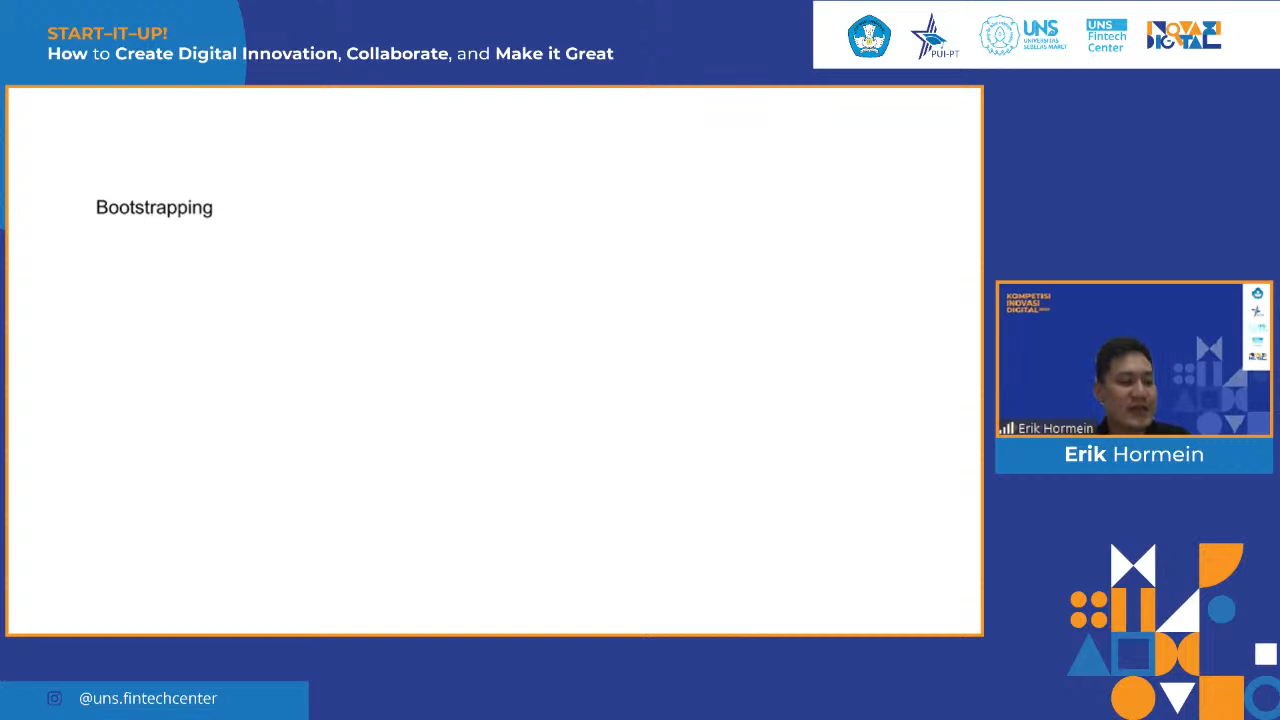 START–IT–UP!
How to Create Digital Innovation, Collaborate, and Make it Great
PUI-PT
UNS
UNIVERSITAS
SEBELAS MARET
UNS
Fintech
Center
Bootstrapping
KOMPETISI
INOVASI
DIGITAL
Erik Hormein
Erik Hormein
@uns.fintechcenter